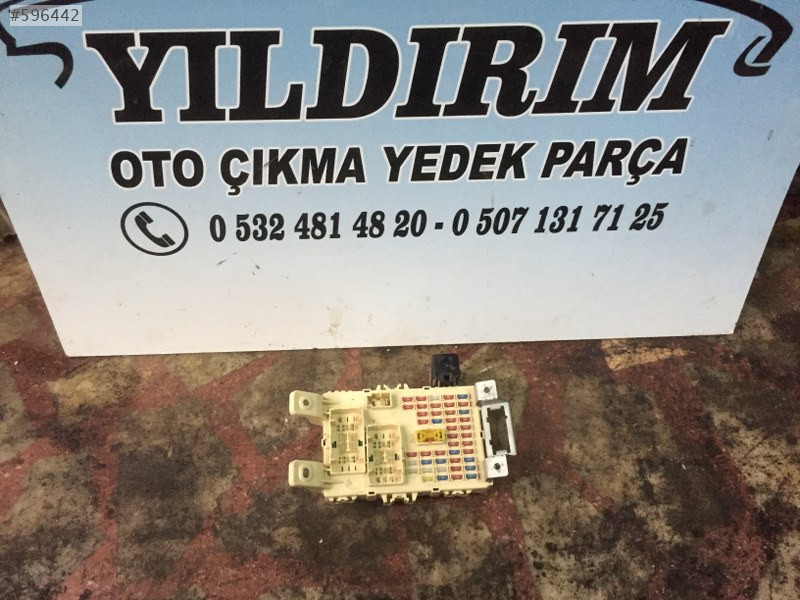 #596442
YILDIRIM
OTO ÇIKMA YEDEK PARÇA
0 532 481 48 20 - 0 507 131 71 25